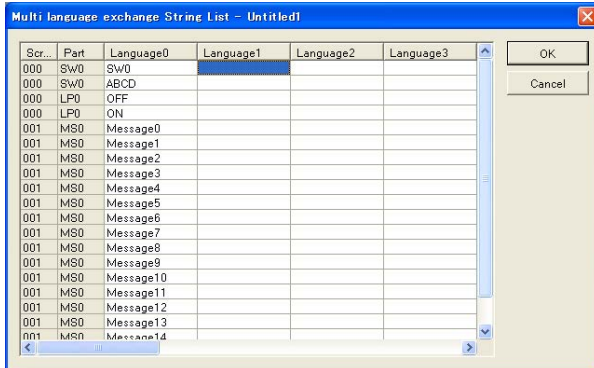 Multi language exchange String List - Untitled1
Scr... Part Language0 Language1 Language2 Language3
OK
Cancel
000 SW0 SW0
000 SW0 ABCD
000 LP0 OFF
000 LP0 ON
001 MS0 Message0
001 MS0 Message1
001 MS0 Message2
001 MS0 Message3
001 MS0 Message4
001 MS0 Message5
001 MS0 Message6
001 MS0 Message7
001 MS0 Message8
001 MS0 Message9
001 MS0 Message10
001 MS0 Message11
001 MS0 Message12
001 MS0 Message13
001 MS0 Message14